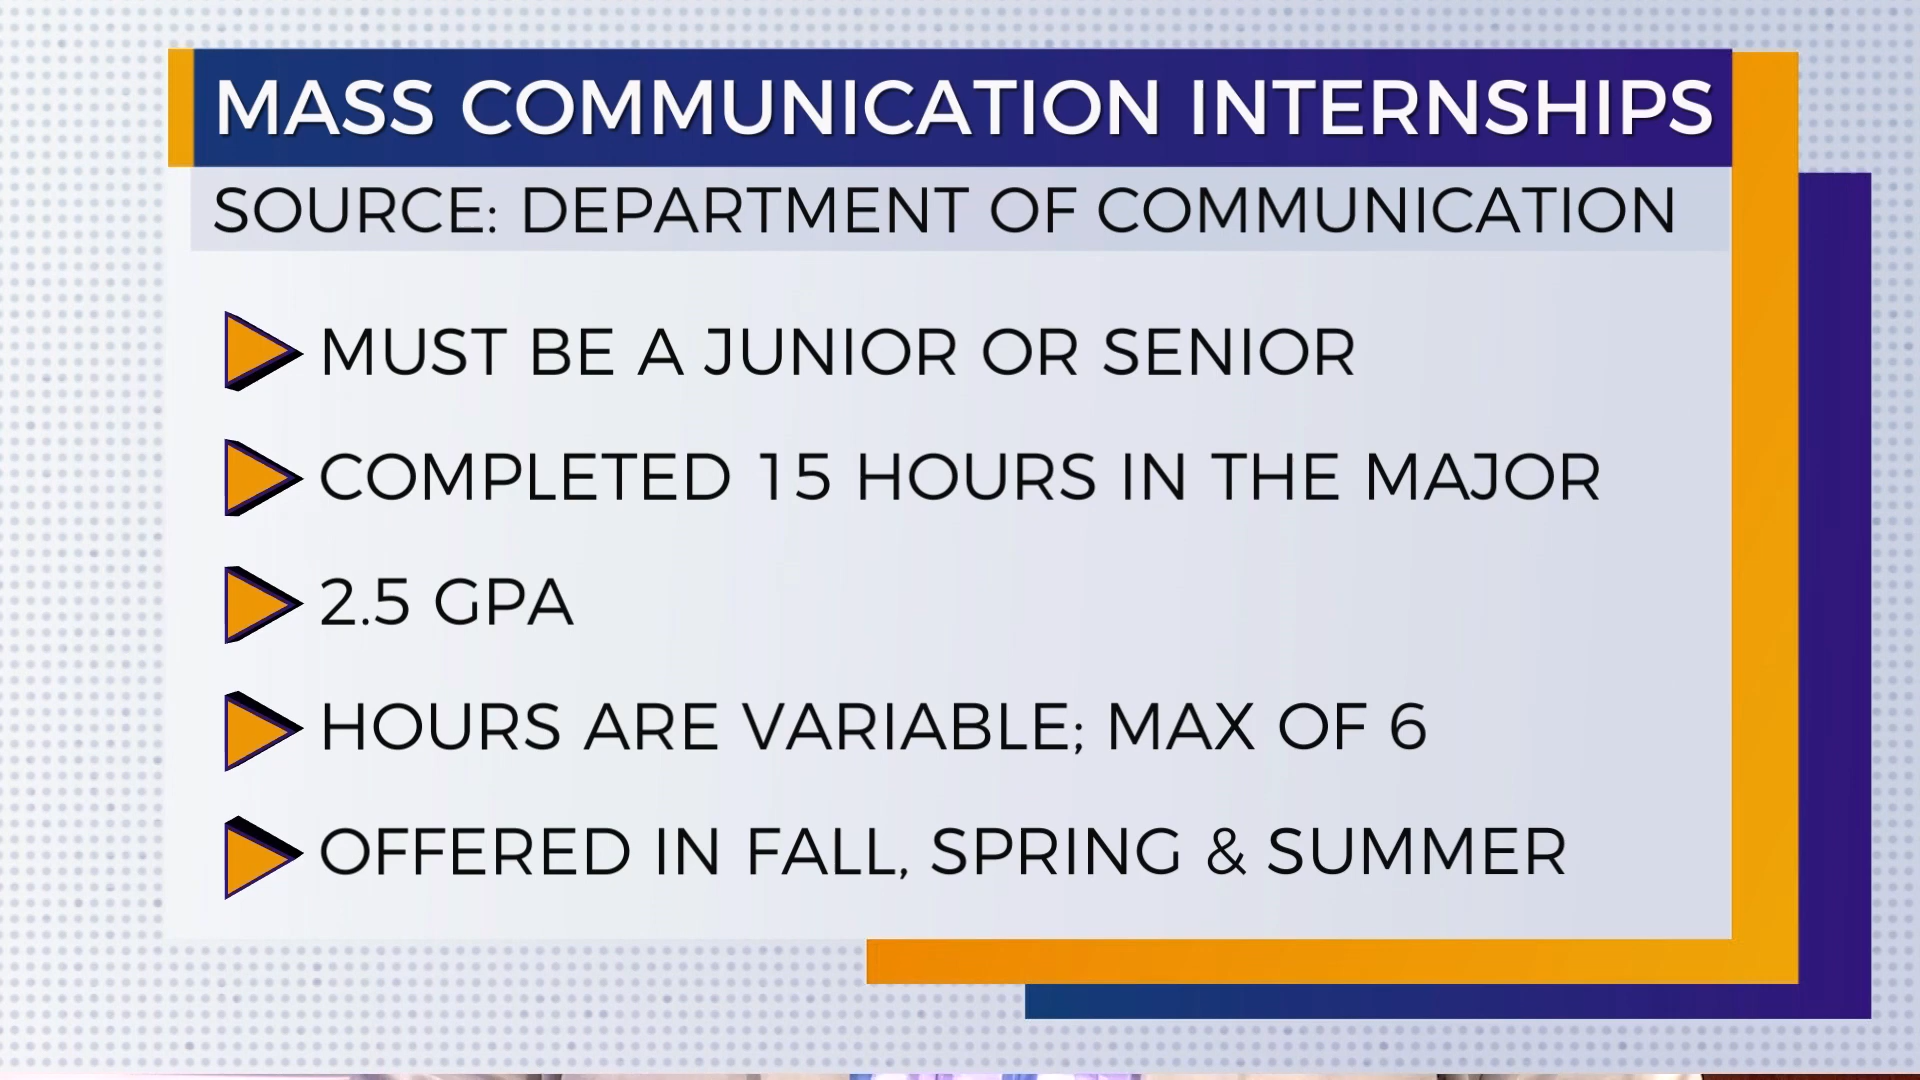 MASS COMMUNICATION INTERNSHIPS
SOURCE: DEPARTMENT OF COMMUNICATION
MUST BE A JUNIOR OR SENIOR
COMPLETED 15 HOURS IN THE MAJOR
2.5 GPA
HOURS ARE VARIABLE; MAX OF 6
OFFERED IN FALL, SPRING & SUMMER